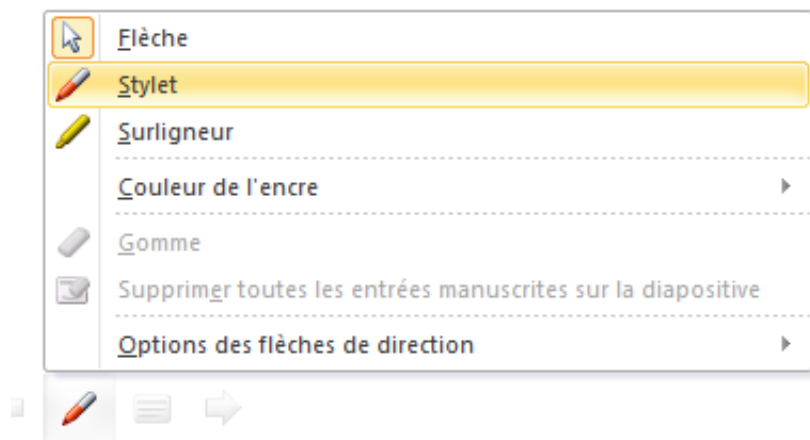 Flèche
Stylet
Surligneur
Couleur de l'encre
Gomme
Supprimer toutes les entrées manuscrites sur la diapositive
Options des flèches de direction